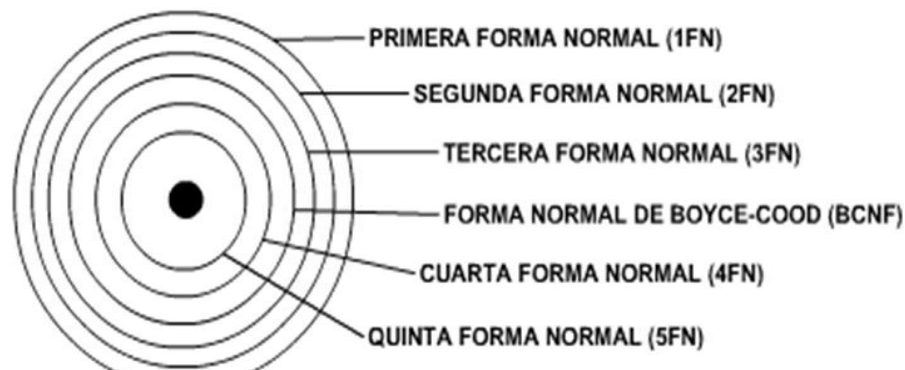 PRIMERA FORMA NORMAL (1FN)
SEGUNDA FORMA NORMAL (2FN)
TERCERA FORMA NORMAL (3FN)
FORMA NORMAL DE BOYCE-COOD (BCNF)
CUARTA FORMA NORMAL (4FN)
QUINTA FORMA NORMAL (5FN)